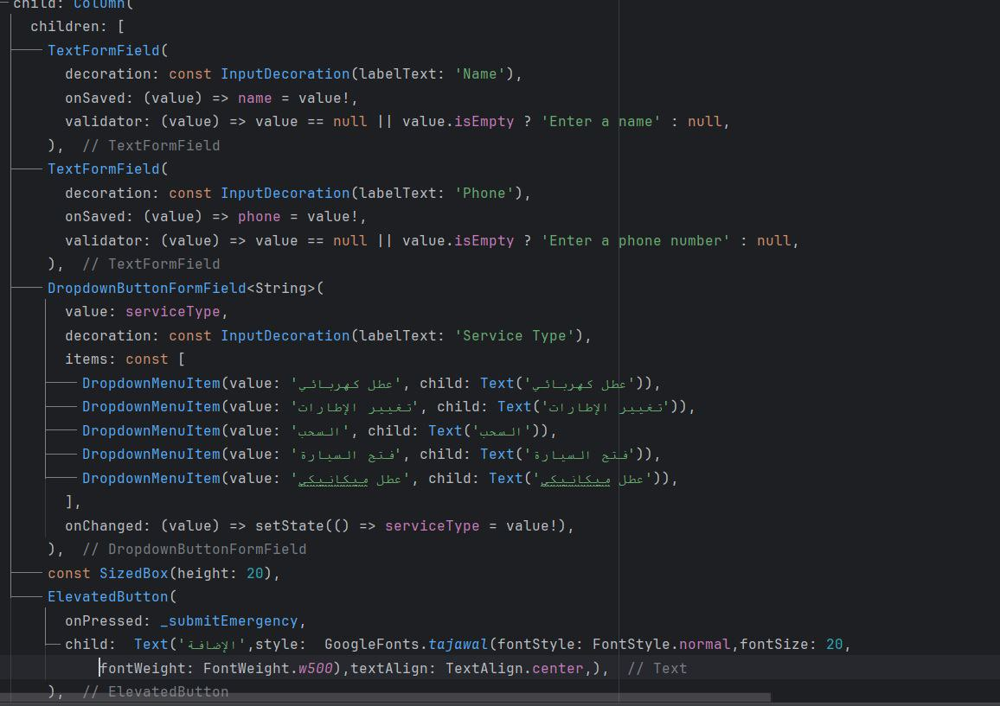 child: Column(
children: [
TextFormField(
decoration: const InputDecoration(labelText: 'Name'),
onSaved: (value) => name = value!,
validator: (value) => value == null || value.isEmpty ? 'Enter a name' : null,
), // TextFormField
TextFormField(
decoration: const InputDecoration(labelText: 'Phone'),
onSaved: (value) => phone = value!,
validator: (value) => value == null || value.isEmpty ? 'Enter a phone number' : null,
), // TextFormField
DropdownButtonFormField<String>(
value: serviceType,
decoration: const InputDecoration(labelText: 'Service Type'),
items: const [
DropdownMenuItem(value: 'عطل كهربائي', child: Text('عطل كهربائي')),
DropdownMenuItem(value: 'تغيير الإطارات', child: Text('تغيير الإطارات')),
DropdownMenuItem(value: 'السحب', child: Text('السحب')),
DropdownMenuItem(value: 'فتح السيارة', child: Text('فتح السيارة')),
DropdownMenuItem(value: 'عطل ميكانيكي', child: Text('عطل ميكانيكي')),
],
onChanged: (value) => setState(() => serviceType = value!),
), // DropdownButtonFormField
const SizedBox(height: 20),
ElevatedButton(
onPressed: _submitEmergency,
child: Text('الإضافة',style: GoogleFonts.tajawal(fontStyle: FontStyle.normal,fontSize: 20,
fontWeight: FontWeight.w500),textAlign: TextAlign.center,), // Text
), // ElevatedButton